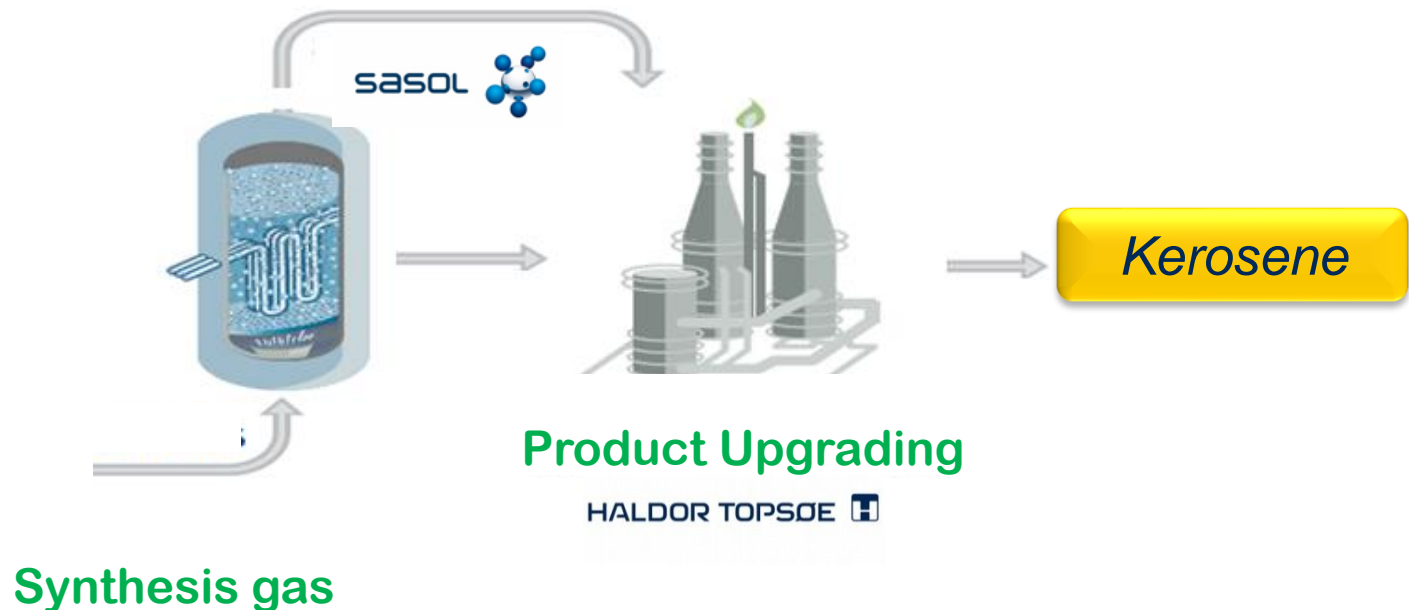 sasol
Kerosene
Product Upgrading
HALDOR TOPSØE H
Synthesis gas